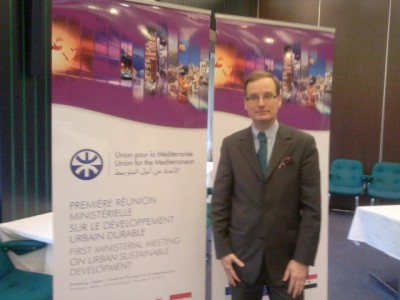 Union pour la Méditerranée
Union for the Mediterranean
الاتحاد من أجل المتوسط
PREMIÈRE RÉUNION
MINISTÉRIELLE
SUR LE DÉVELOPPEMENT
URBAIN DURABLE
FIRST MINISTERIAL MEETING
ON URBAN SUSTAINABLE
DEVELOPMENT